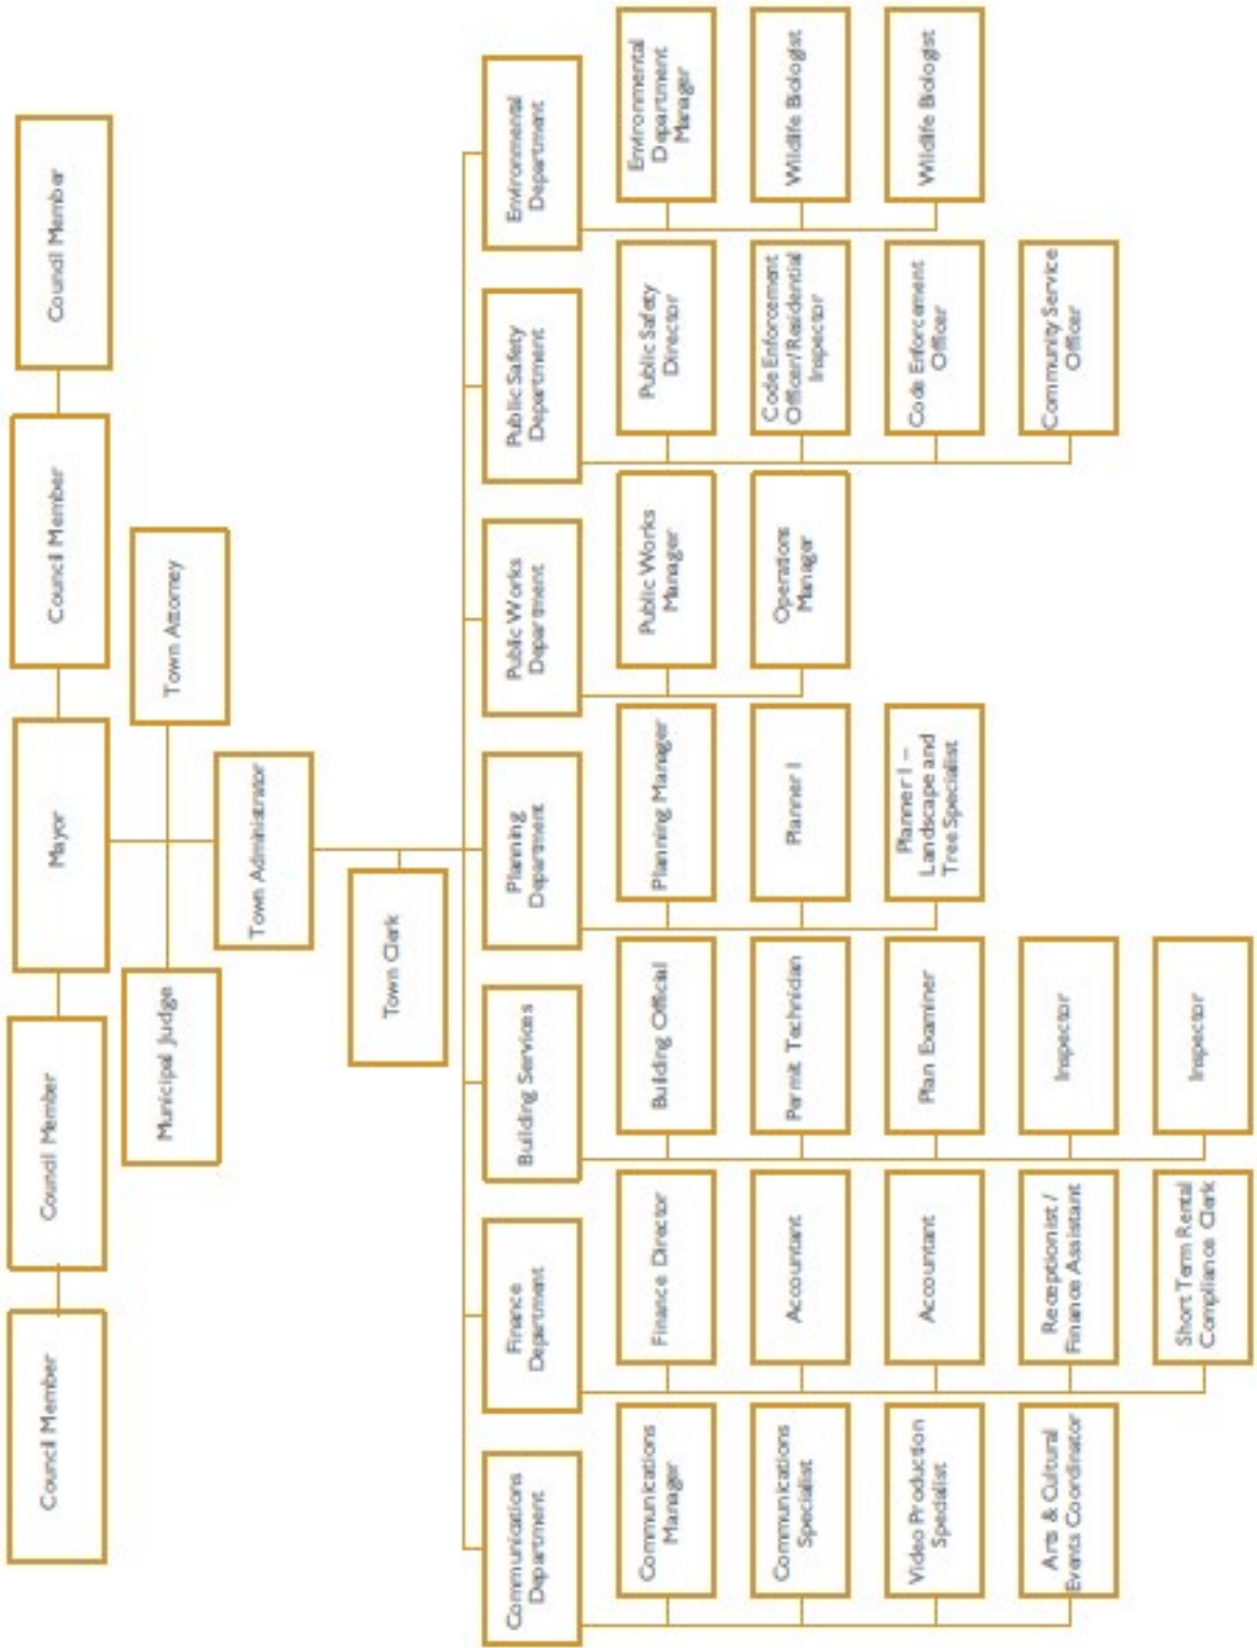 Council Member
Council Member
Mayor
Council Member
Council Member
Municipal Judge
Town Attorney
Town Administrator
Town Clerk
Communications
Department
Finance
Department
Building Services
Planning
Department
Public Works
Department
Public Safety
Department
Environmental
Department
Communications
Manager
Communications
Specialist
Video Production
Specialist
Arts & Cultural
Events Coordinator
Finance Director
Accountant
Accountant
Receptionist /
Finance Assistant
Short Term Rental
Compliance Clerk
Building Official
Permit Technician
Plan Examiner
Inspector
Inspector
Planning Manager
Planner I
Planner I –
Landscape and
Tree Specialist
Public Works
Manager
Operations
Manager
Public Safety
Director
Code Enforcement
Officer/Residential
Inspector
Code Enforcement
Officer
Community Service
Officer
Environmental
Department
Manager
Wildlife Biologist
Wildlife Biologist